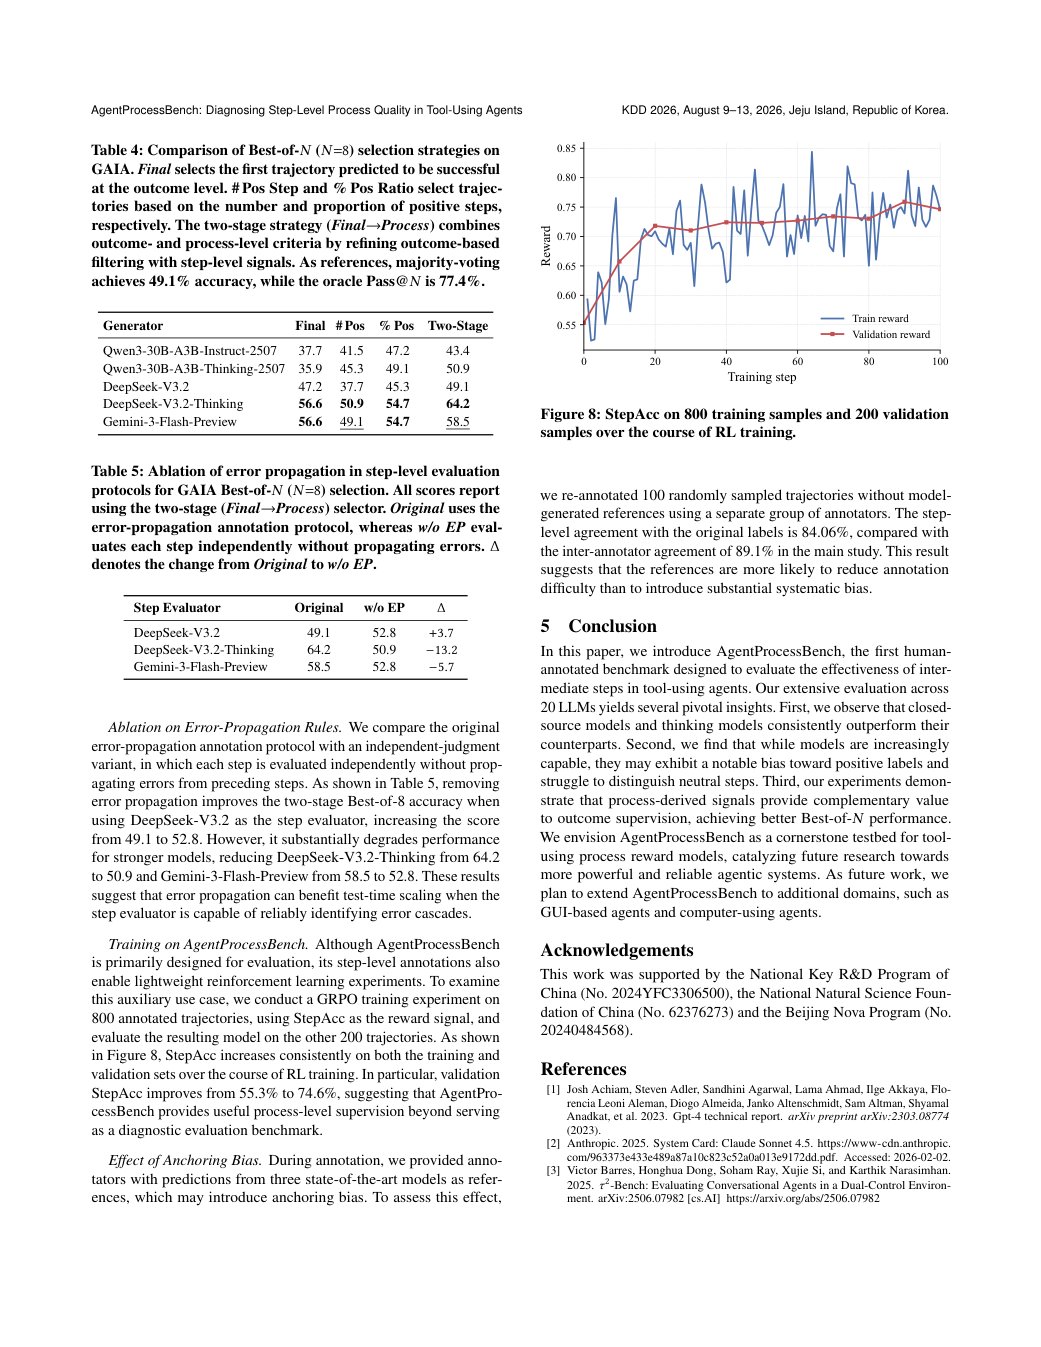 AgentProcessBench: Diagnosing Step-Level Process Quality in Tool-Using Agents
KDD 2026, August 9–13, 2026, Jeju Island, Republic of Korea.
Table 4: Comparison of Best-of-N (N=8) selection strategies on
GAIA. Final selects the first trajectory predicted to be successful
at the outcome level. # Pos Step and % Pos Ratio select trajec-
tories based on the number and proportion of positive steps,
respectively. The two-stage strategy (Final→Process) combines
outcome- and process-level criteria by refining outcome-based
filtering with step-level signals. As references, majority-voting
achieves 49.1% accuracy, while the oracle Pass@N is 77.4%.
Generator Final # Pos % Pos Two-Stage
Qwen3-30B-A3B-Instruct-2507 37.7 41.5 47.2 43.4
Qwen3-30B-A3B-Thinking-2507 35.9 45.3 49.1 50.9
DeepSeek-V3.2 47.2 37.7 45.3 49.1
DeepSeek-V3.2-Thinking 56.6 50.9 54.7 64.2
Gemini-3-Flash-Preview 56.6 49.1 54.7 58.5
Table 5: Ablation of error propagation in step-level evaluation
protocols for GAIA Best-of-N (N=8) selection. All scores report
using the two-stage (Final→Process) selector. Original uses the
error-propagation annotation protocol, whereas w/o EP eval-
uates each step independently without propagating errors. Δ
denotes the change from Original to w/o EP.
Step Evaluator Original w/o EP Δ
DeepSeek-V3.2 49.1 52.8 +3.7
DeepSeek-V3.2-Thinking 64.2 50.9 −13.2
Gemini-3-Flash-Preview 58.5 52.8 −5.7
Ablation on Error-Propagation Rules. We compare the original
error-propagation annotation protocol with an independent-judgment
variant, in which each step is evaluated independently without prop-
agating errors from preceding steps. As shown in Table 5, removing
error propagation improves the two-stage Best-of-8 accuracy when
using DeepSeek-V3.2 as the step evaluator, increasing the score
from 49.1 to 52.8. However, it substantially degrades performance
for stronger models, reducing DeepSeek-V3.2-Thinking from 64.2
to 50.9 and Gemini-3-Flash-Preview from 58.5 to 52.8. These results
suggest that error propagation can benefit test-time scaling when the
step evaluator is capable of reliably identifying error cascades.
Training on AgentProcessBench. Although AgentProcessBench
is primarily designed for evaluation, its step-level annotations also
enable lightweight reinforcement learning experiments. To examine
this auxiliary use case, we conduct a GRPO training experiment on
800 annotated trajectories, using StepAcc as the reward signal, and
evaluate the resulting model on the other 200 trajectories. As shown
in Figure 8, StepAcc increases consistently on both the training and
validation sets over the course of RL training. In particular, validation
StepAcc improves from 55.3% to 74.6%, suggesting that AgentPro-
cessBench provides useful process-level supervision beyond serving
as a diagnostic evaluation benchmark.
Effect of Anchoring Bias. During annotation, we provided anno-
tators with predictions from three state-of-the-art models as refer-
ences, which may introduce anchoring bias. To assess this effect,
0.85
0.80
0.75
0.70
0.65
0.60
0.55
Reward
Train reward
Validation reward
0 20 40 60 80 100
Training step
Figure 8: StepAcc on 800 training samples and 200 validation
samples over the course of RL training.
we re-annotated 100 randomly sampled trajectories without model-
generated references using a separate group of annotators. The step-
level agreement with the original labels is 84.06%, compared with
the inter-annotator agreement of 89.1% in the main study. This result
suggests that the references are more likely to reduce annotation
difficulty than to introduce substantial systematic bias.
5 Conclusion
In this paper, we introduce AgentProcessBench, the first human-
annotated benchmark designed to evaluate the effectiveness of inter-
mediate steps in tool-using agents. Our extensive evaluation across
20 LLMs yields several pivotal insights. First, we observe that closed-
source models and thinking models consistently outperform their
counterparts. Second, we find that while models are increasingly
capable, they may exhibit a notable bias toward positive labels and
struggle to distinguish neutral steps. Third, our experiments demon-
strate that process-derived signals provide complementary value
to outcome supervision, achieving better Best-of-N performance.
We envision AgentProcessBench as a cornerstone testbed for tool-
using process reward models, catalyzing future research towards
more powerful and reliable agentic systems. As future work, we
plan to extend AgentProcessBench to additional domains, such as
GUI-based agents and computer-using agents.
Acknowledgements
This work was supported by the National Key R&D Program of
China (No. 2024YFC3306500), the National Natural Science Foun-
dation of China (No. 62376273) and the Beijing Nova Program (No.
20240484568).
References
[1] Josh Achiam, Steven Adler, Sandhini Agarwal, Lama Ahmad, Ilge Akkaya, Flo-
rencia Leoni Aleman, Diogo Almeida, Janko Altenschmidt, Sam Altman, Shyamal
Anadkat, et al. 2023. Gpt-4 technical report. arXiv preprint arXiv:2303.08774
(2023).
[2] Anthropic. 2025. System Card: Claude Sonnet 4.5. https://www-cdn.anthropic.
com/963373e433e489a87a10c823c52a0a013e9172dd.pdf. Accessed: 2026-02-02.
[3] Victor Barres, Honghua Dong, Soham Ray, Xujie Si, and Karthik Narasimhan.
2025. τ²-Bench: Evaluating Conversational Agents in a Dual-Control Environ-
ment. arXiv:2506.07982 [cs.AI] https://arxiv.org/abs/2506.07982